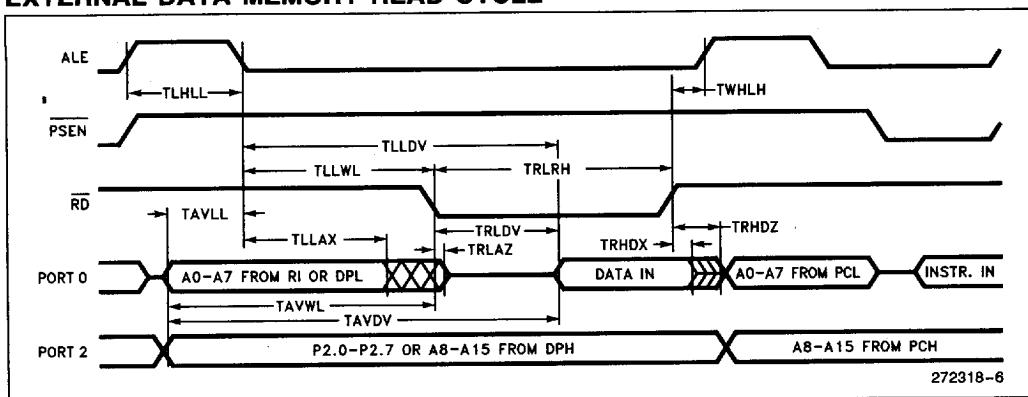 EXTERNAL DATA MEMORY READ CYCLE
ALE
TLHLL
TWHLH
PSEN
TLLDV
TLLWL
TRLRH
RD
TAVLL
TRLDV
TRHDZ
TLLAX
TRLAZ
TRHDX
PORT 0
A0-A7 FROM RI OR DPL
DATA IN
A0-A7 FROM PCL
INSTR. IN
TAVWL
TAVDV
PORT 2
P2.0-P2.7 OR A8-A15 FROM DPH
A8-A15 FROM PCH
272318-6